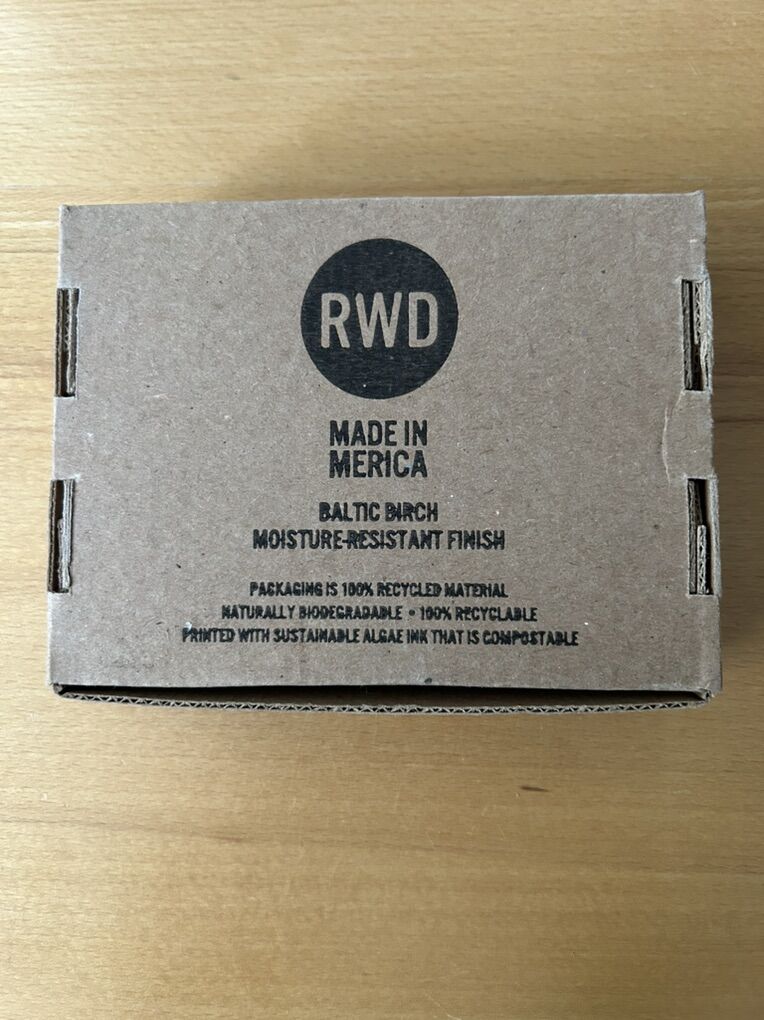 RWD
MADE IN
MERICA
BALTIC BIRCH
MOISTURE-RESISTANT FINISH
PACKAGING IS 100% RECYCLED MATERIAL
NATURALLY BIODEGRADABLE • 100% RECYCLABLE
PRINTED WITH SUSTAINABLE ALGAE INK THAT IS COMPOSTABLE